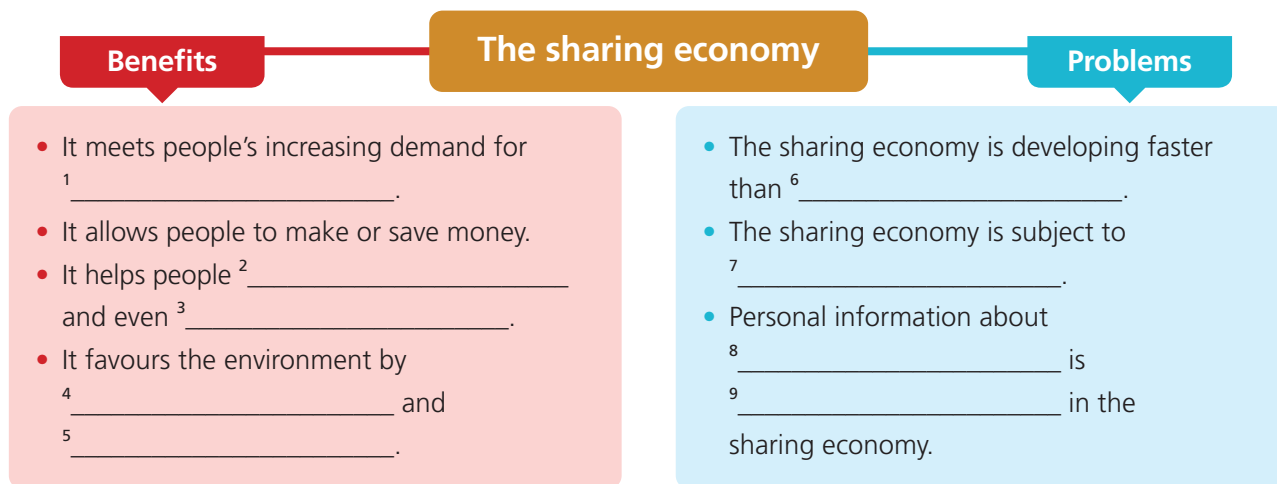 The sharing economy
Benefits
• It meets people's increasing demand for
1________________________.
• It allows people to make or save money.
• It helps people 2________________________
and even 3________________________.
• It favours the environment by
4________________________ and
5________________________.
Problems
• The sharing economy is developing faster
than 6________________________.
• The sharing economy is subject to
7________________________.
• Personal information about
8________________________ is
9________________________ in the
sharing economy.